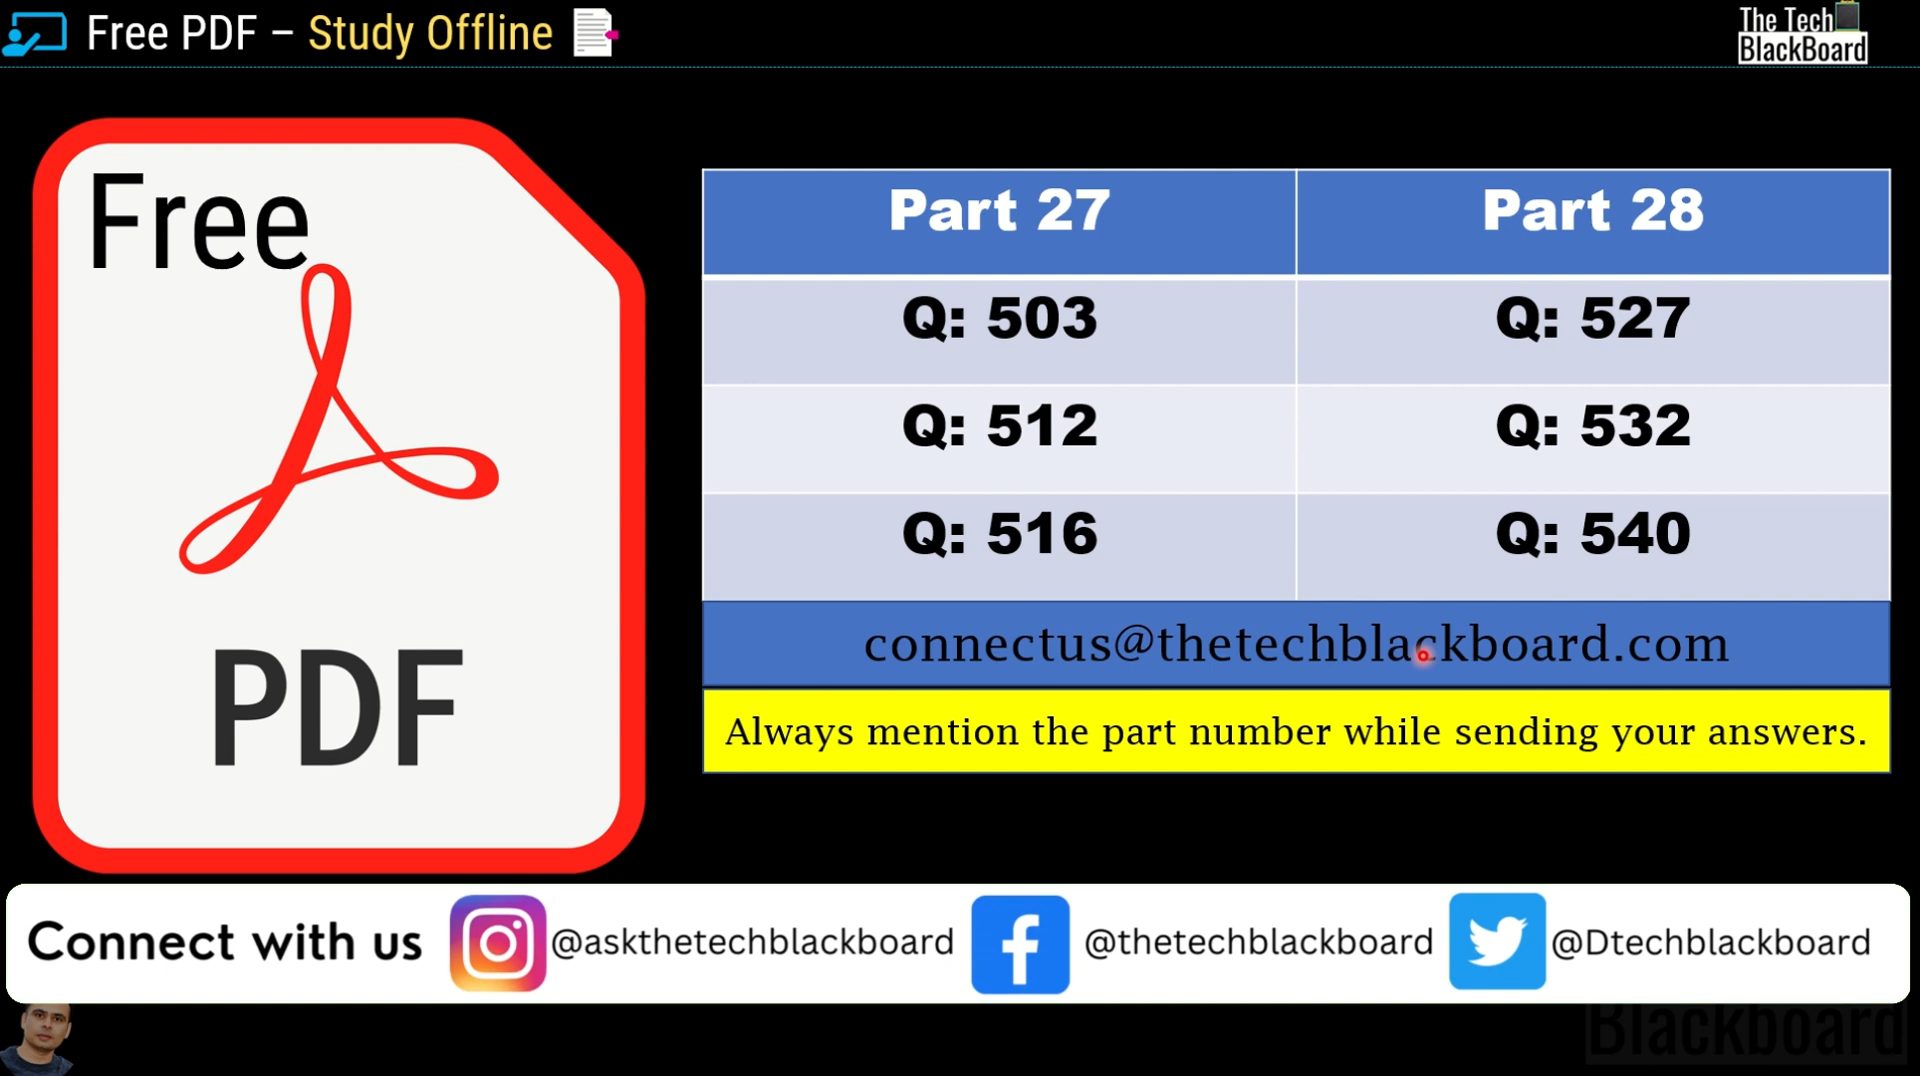 Free PDF – Study Offline
The Tech
BlackBoard
Free
PDF
Part 27 Part 28
Q: 503 Q: 527
Q: 512 Q: 532
Q: 516 Q: 540
connectus@thetechblackboard.com
Always mention the part number while sending your answers.
Connect with us @askthetechblackboard @thetechblackboard @Dtechblackboard
Blackboard